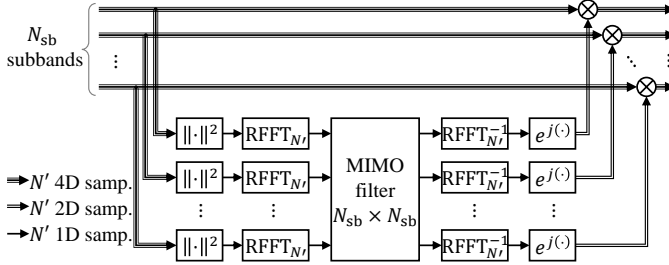 N_sb
subbands
⋮
⋱ ⋮
‖·‖² RFFT_N′ RFFT⁻¹_N′ e^{j(·)}
‖·‖² RFFT_N′ RFFT⁻¹_N′ e^{j(·)}
⋮ ⋮ ⋮ ⋮
‖·‖² RFFT_N′ RFFT⁻¹_N′ e^{j(·)}
MIMO
filter
N_sb × N_sb
N′ 4D samp.
N′ 2D samp.
N′ 1D samp.